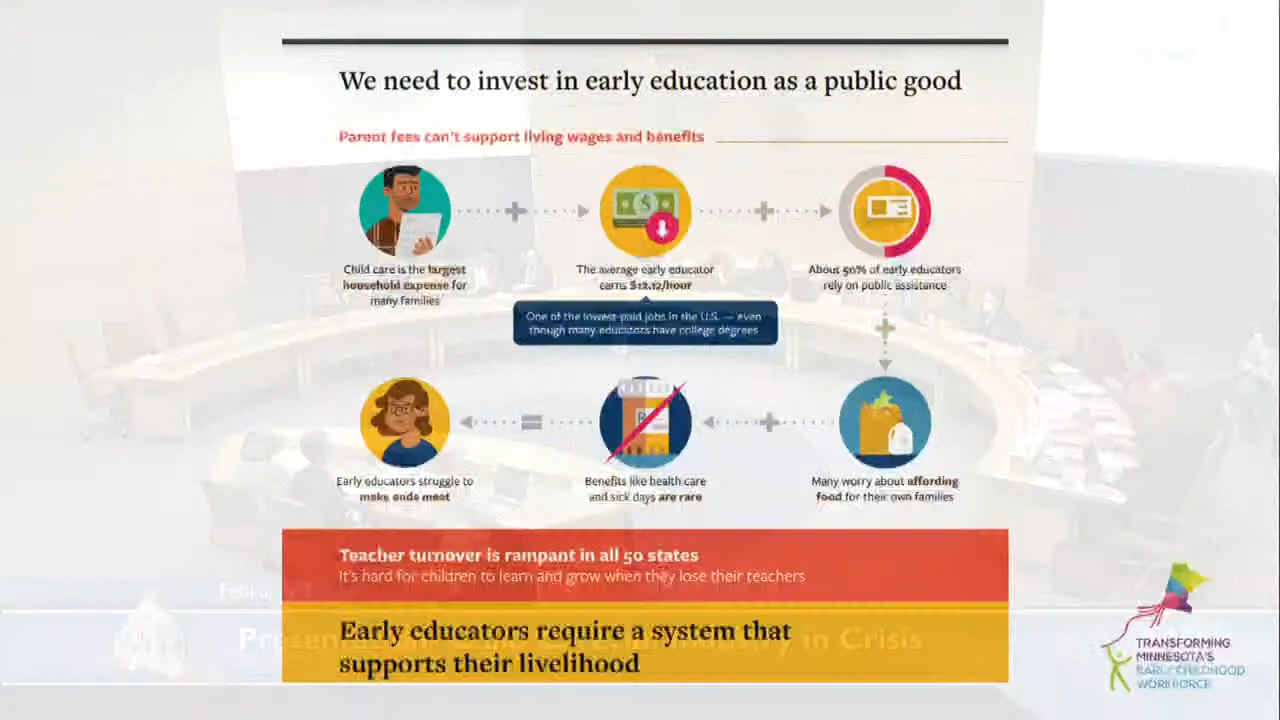 We need to invest in early education as a public good
Parent fees can't support living wages and benefits
Child care is the largest
household expense for
many families
The average early educator
earns $12.12/hour
About 50% of early educators
rely on public assistance
One of the lowest-paid jobs in the U.S. — even
though many educators have college degrees
Early educators struggle to
make ends meet
Benefits like health care
and sick days are rare
Many worry about affording
food for their own families
Teacher turnover is rampant in all 50 states
It's hard for children to learn and grow when they lose their teachers
Early educators require a system that
supports their livelihood
in Crisis
TRANSFORMING
MINNESOTA'S
EARLY CHILDHOOD
WORKFORCE